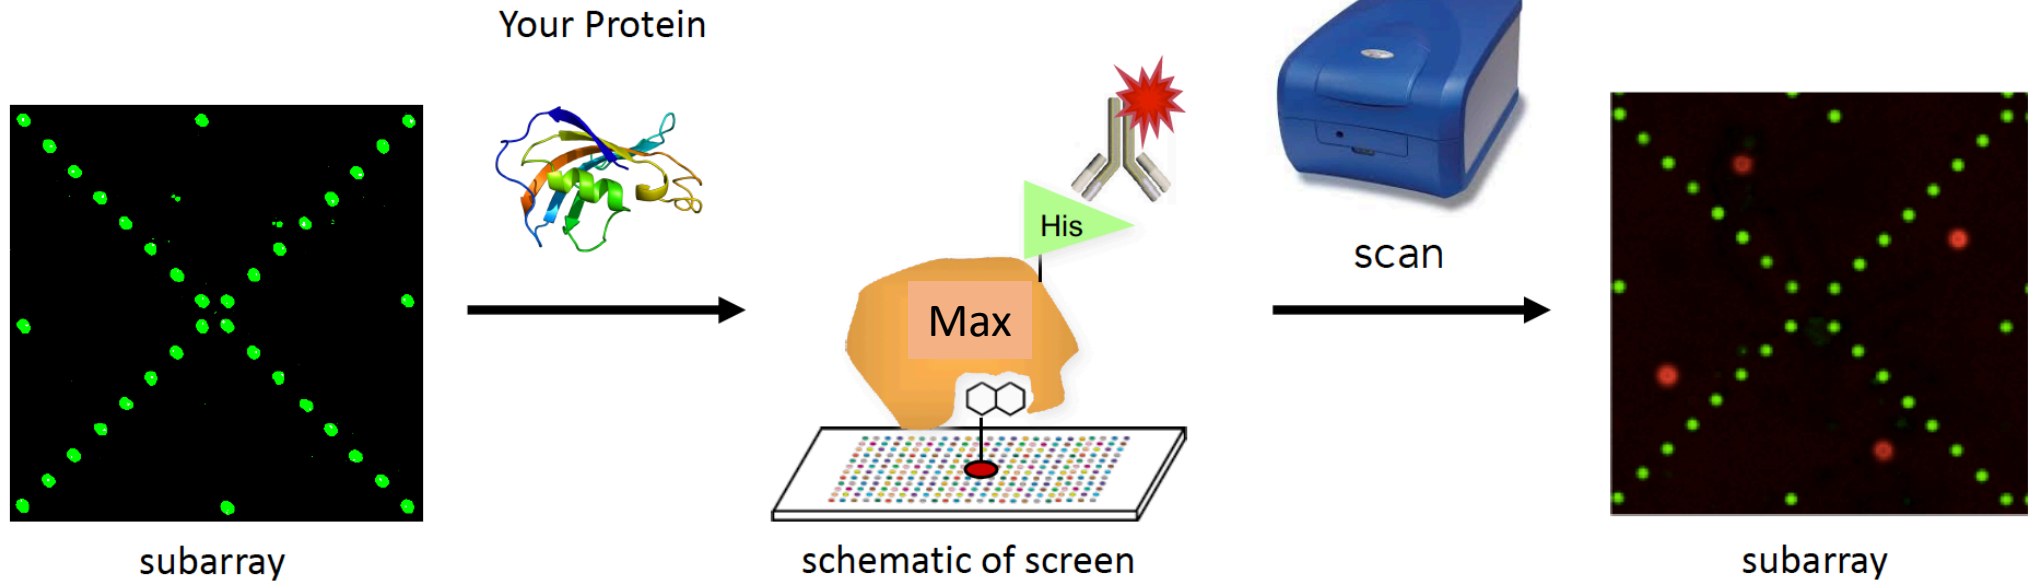 Your Protein
His
Max
scan
subarray
schematic of screen
subarray